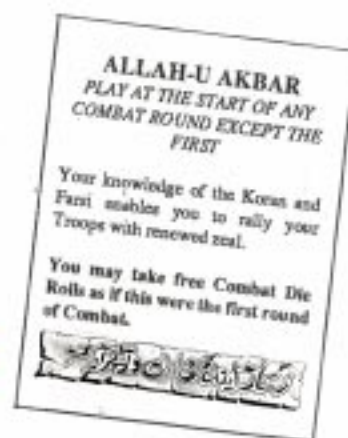 ALLAH-U AKBAR
PLAY AT THE START OF ANY
COMBAT ROUND EXCEPT THE
FIRST
Your knowledge of the Koran and
Farsi enables you to rally your
Troops with renewed zeal.
You may take free Combat Die
Rolls as if this were the first round
of Combat.